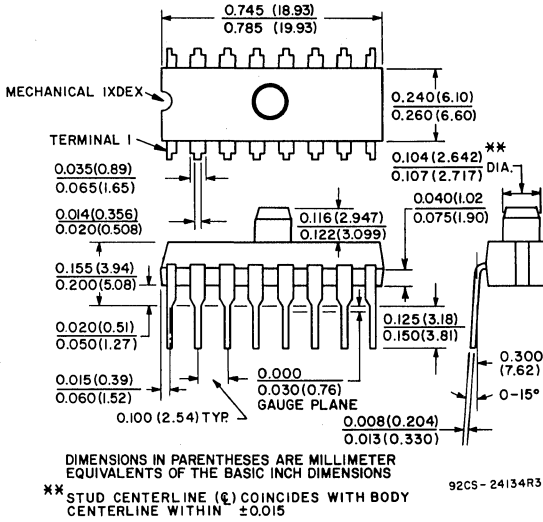 0.745 (18.93)
0.785 (19.93)
MECHANICAL IXDEX
0.240(6.10)
0.260(6.60)
TERMINAL 1
0.035(0.89)
0.065(1.65)
0.104(2.642)** DIA.
0.107(2.717)
0.014(0.356)
0.020(0.508)
0.116(2.947)
0.122(3.099)
0.040(1.02
0.075(1.90)
0.155(3.94)
0.200(5.08)
0.020(0.51)
0.050(1.27)
0.125(3.18)
0.150(3.81)
0.015(0.39)
0.060(1.52)
0.000
0.030(0.76)
GAUGE PLANE
0.300
(7.62)
0-15°
0.100 (2.54) TYP.
0.008(0.204)
0.013(0.330)
DIMENSIONS IN PARENTHESES ARE MILLIMETER
EQUIVALENTS OF THE BASIC INCH DIMENSIONS
92CS-24134R3
** STUD CENTERLINE (℄) COINCIDES WITH BODY
CENTERLINE WITHIN ±0.015